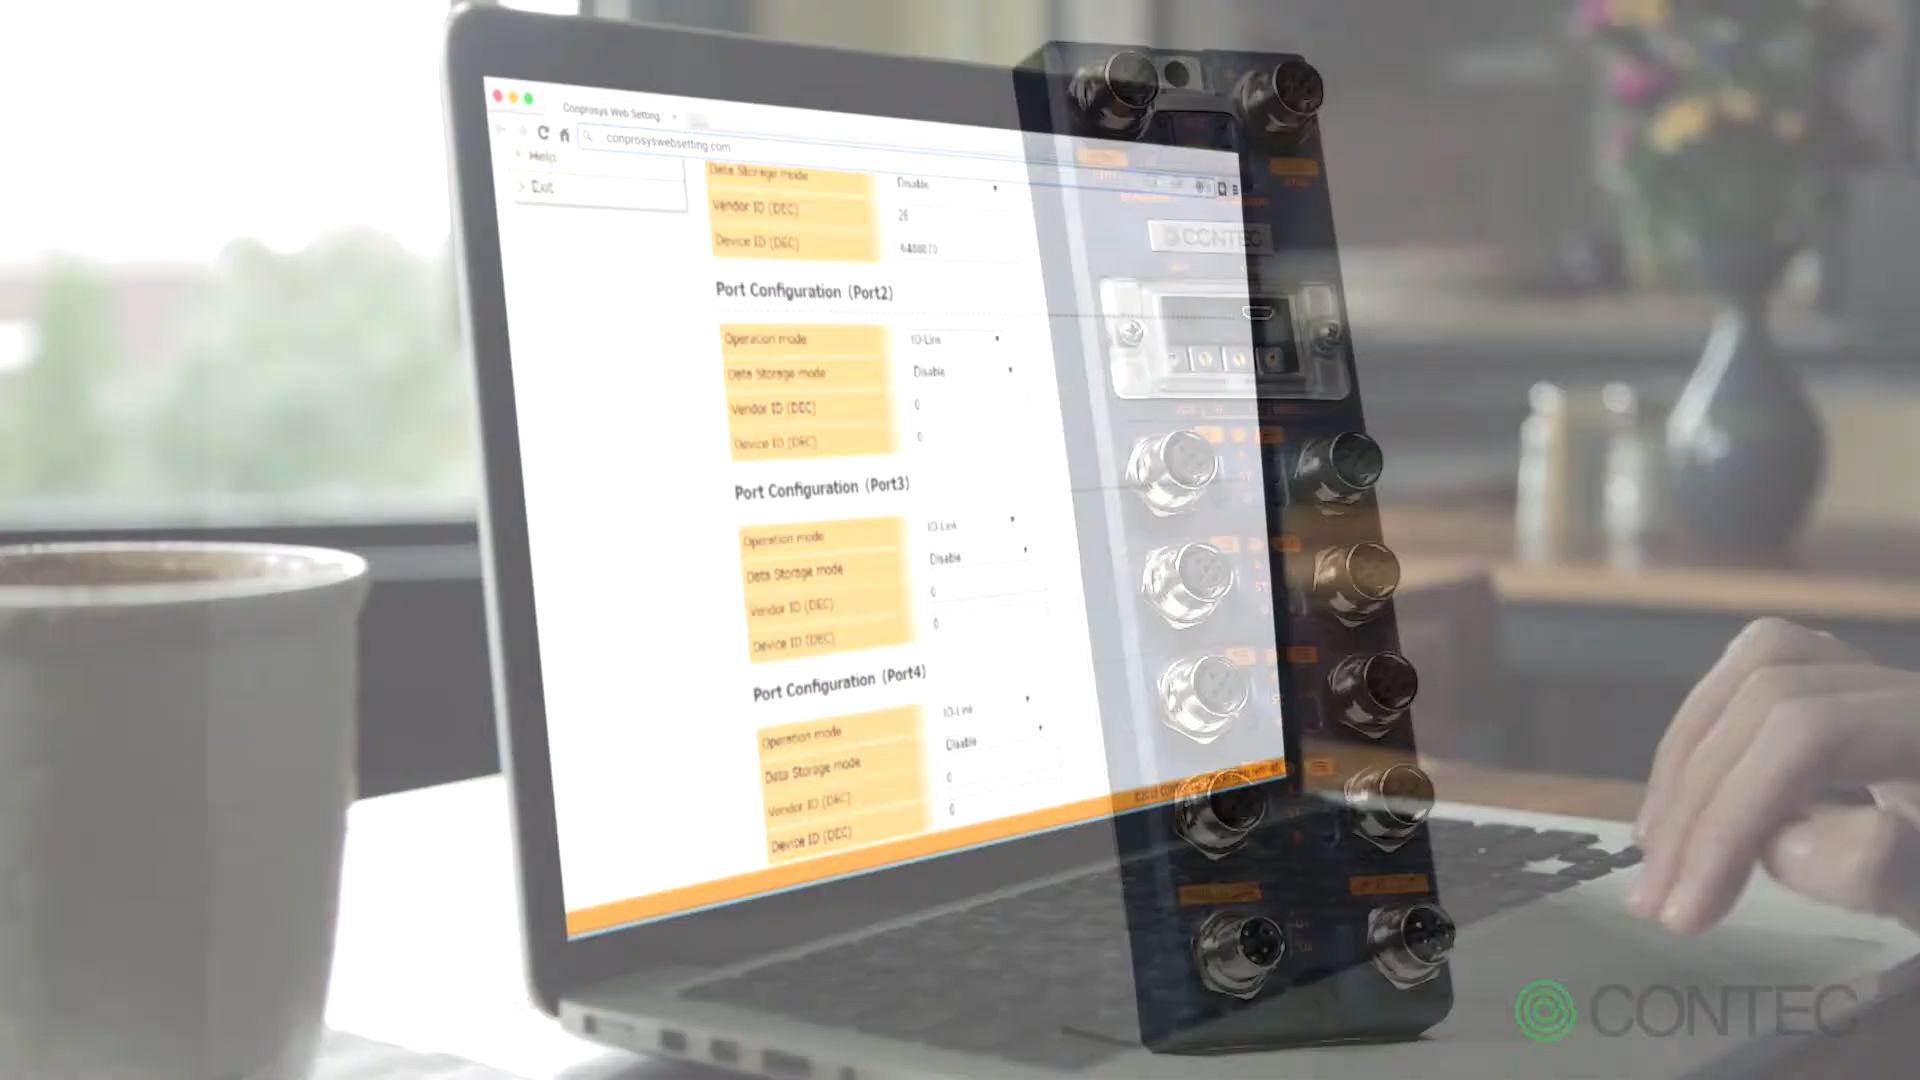 Conprosys Web Setting
conprosyswebsetting.com
Help
Exit
Data Storage mode
Disable
Vendor ID (DEC)
26
Device ID (DEC)
Port Configuration (Port2)
Operation mode
IO-Link
Data Storage mode
Disable
Vendor ID (DEC)
0
Device ID (DEC)
0
Port Configuration (Port3)
Operation mode
IO-Link
Data Storage mode
Disable
Vendor ID (DEC)
0
Device ID (DEC)
0
Port Configuration (Port4)
Operation mode
IO-Link
Data Storage mode
Disable
Vendor ID (DEC)
0
Device ID (DEC)
0
CONTEC
CONTEC